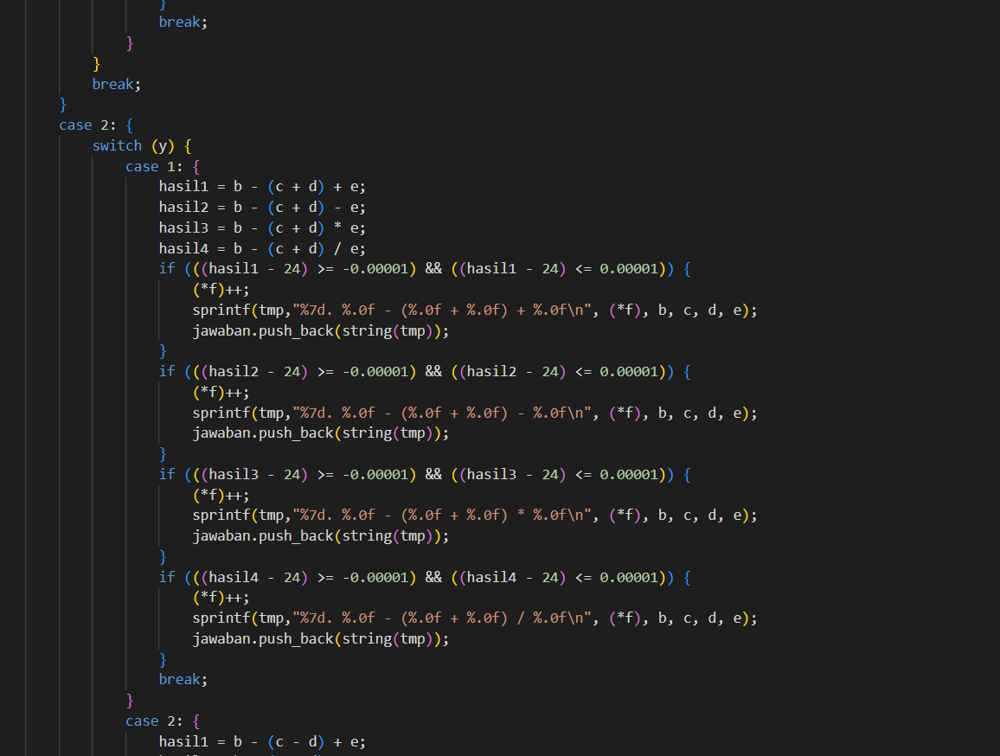 }
break;
}
}
break;
}
case 2: {
switch (y) {
case 1: {
hasil1 = b - (c + d) + e;
hasil2 = b - (c + d) - e;
hasil3 = b - (c + d) * e;
hasil4 = b - (c + d) / e;
if (((hasil1 - 24) >= -0.00001) && ((hasil1 - 24) <= 0.00001)) {
(*f)++;
sprintf(tmp,"%7d. %.0f - (%.0f + %.0f) + %.0f\n", (*f), b, c, d, e);
jawaban.push_back(string(tmp));
}
if (((hasil2 - 24) >= -0.00001) && ((hasil2 - 24) <= 0.00001)) {
(*f)++;
sprintf(tmp,"%7d. %.0f - (%.0f + %.0f) - %.0f\n", (*f), b, c, d, e);
jawaban.push_back(string(tmp));
}
if (((hasil3 - 24) >= -0.00001) && ((hasil3 - 24) <= 0.00001)) {
(*f)++;
sprintf(tmp,"%7d. %.0f - (%.0f + %.0f) * %.0f\n", (*f), b, c, d, e);
jawaban.push_back(string(tmp));
}
if (((hasil4 - 24) >= -0.00001) && ((hasil4 - 24) <= 0.00001)) {
(*f)++;
sprintf(tmp,"%7d. %.0f - (%.0f + %.0f) / %.0f\n", (*f), b, c, d, e);
jawaban.push_back(string(tmp));
}
break;
}
case 2: {
hasil1 = b - (c - d) + e;